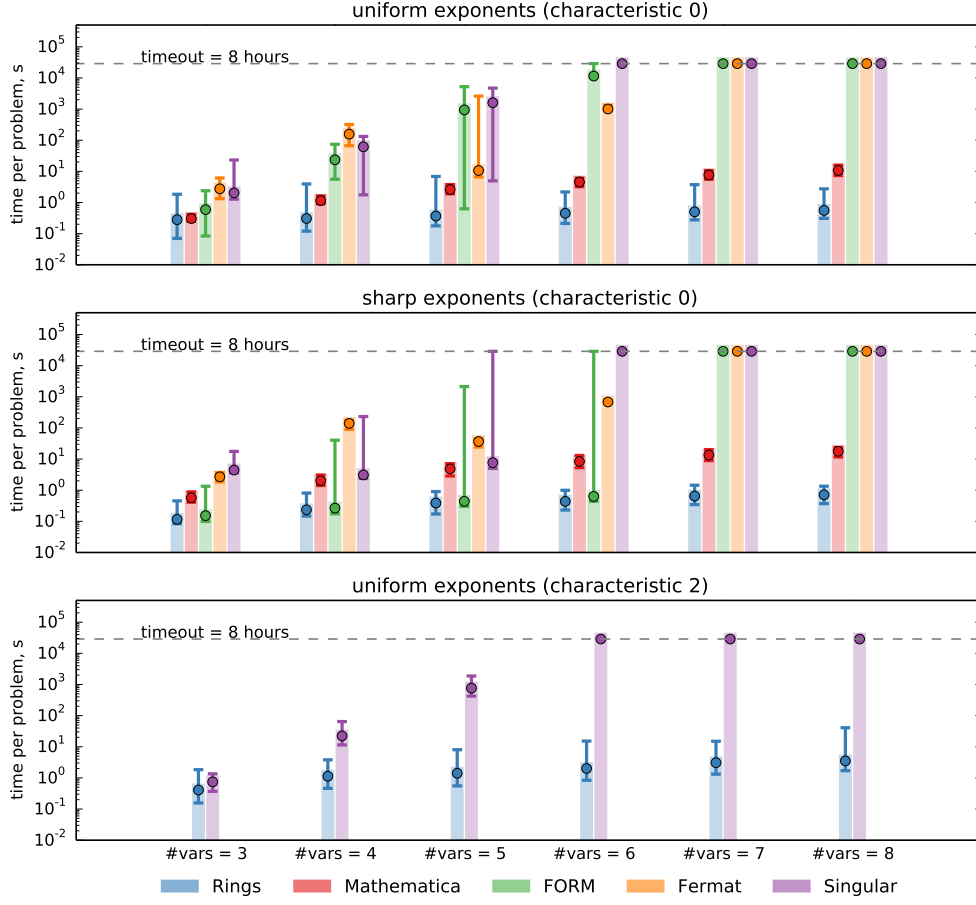 uniform exponents (characteristic 0)
time per problem, s
10^5
timeout = 8 hours
10^4
10^3
10^2
10^1
10^0
10^-1
10^-2
sharp exponents (characteristic 0)
time per problem, s
10^5
timeout = 8 hours
10^4
10^3
10^2
10^1
10^0
10^-1
10^-2
uniform exponents (characteristic 2)
time per problem, s
10^5
timeout = 8 hours
10^4
10^3
10^2
10^1
10^0
10^-1
10^-2
#vars = 3 #vars = 4 #vars = 5 #vars = 6 #vars = 7 #vars = 8
Rings Mathematica FORM Fermat Singular